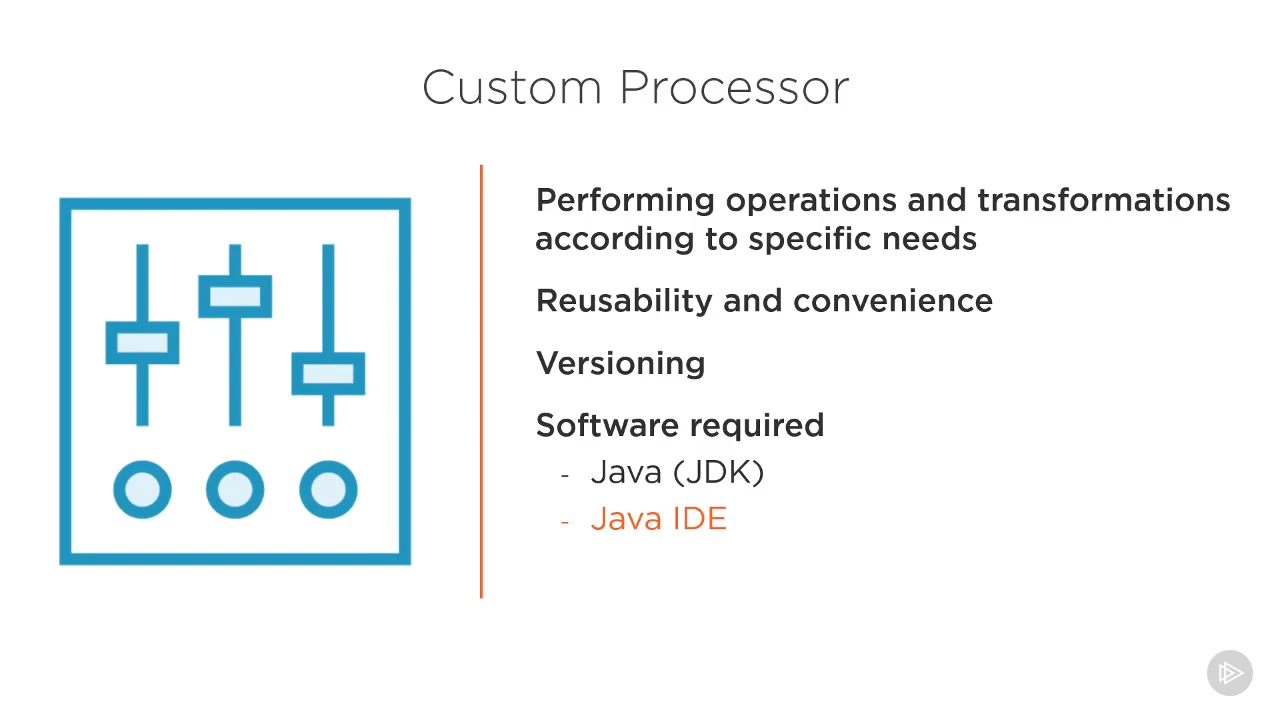 Custom Processor
Performing operations and transformations
according to specific needs
Reusability and convenience
Versioning
Software required
- Java (JDK)
- Java IDE